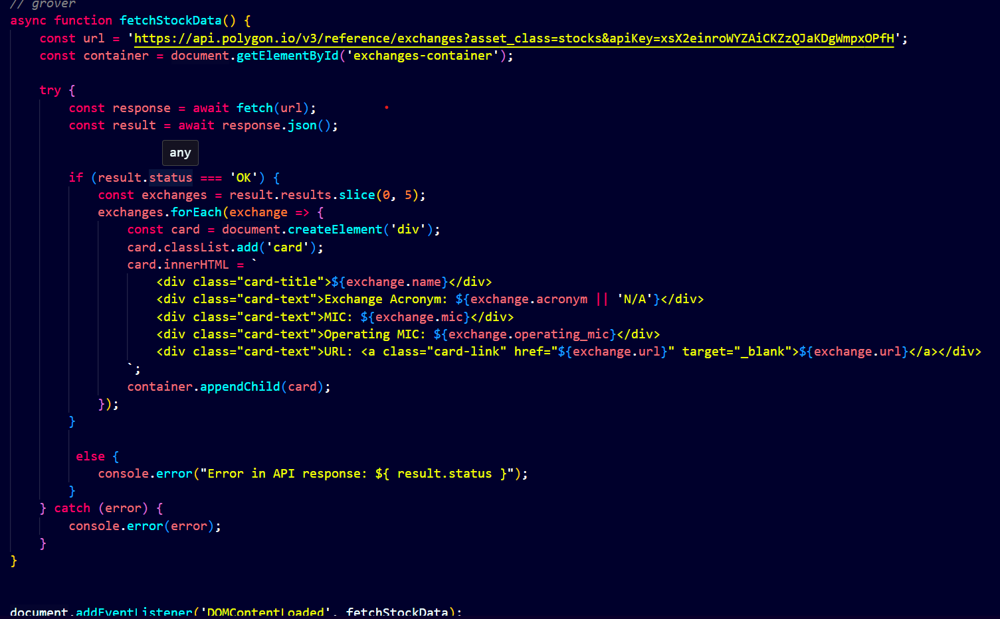 // grover
async function fetchStockData() {
const url = 'https://api.polygon.io/v3/reference/exchanges?asset_class=stocks&apiKey=xsX2einroWYZAiCKZzQJaKDgWmpxOPfH';
const container = document.getElementById('exchanges-container');
try {
const response = await fetch(url);
const result = await response.json();
any
if (result.status === 'OK') {
const exchanges = result.results.slice(0, 5);
exchanges.forEach(exchange => {
const card = document.createElement('div');
card.classList.add('card');
card.innerHTML = `
<div class="card-title">${exchange.name}</div>
<div class="card-text">Exchange Acronym: ${exchange.acronym || 'N/A'}</div>
<div class="card-text">MIC: ${exchange.mic}</div>
<div class="card-text">Operating MIC: ${exchange.operating_mic}</div>
<div class="card-text">URL: <a class="card-link" href="${exchange.url}" target="_blank">${exchange.url}</a></div>
`;
container.appendChild(card);
});
}
else {
console.error("Error in API response: ${ result.status }");
}
} catch (error) {
console.error(error);
}
}
document.addEventListener('DOMContentLoaded', fetchStockData);